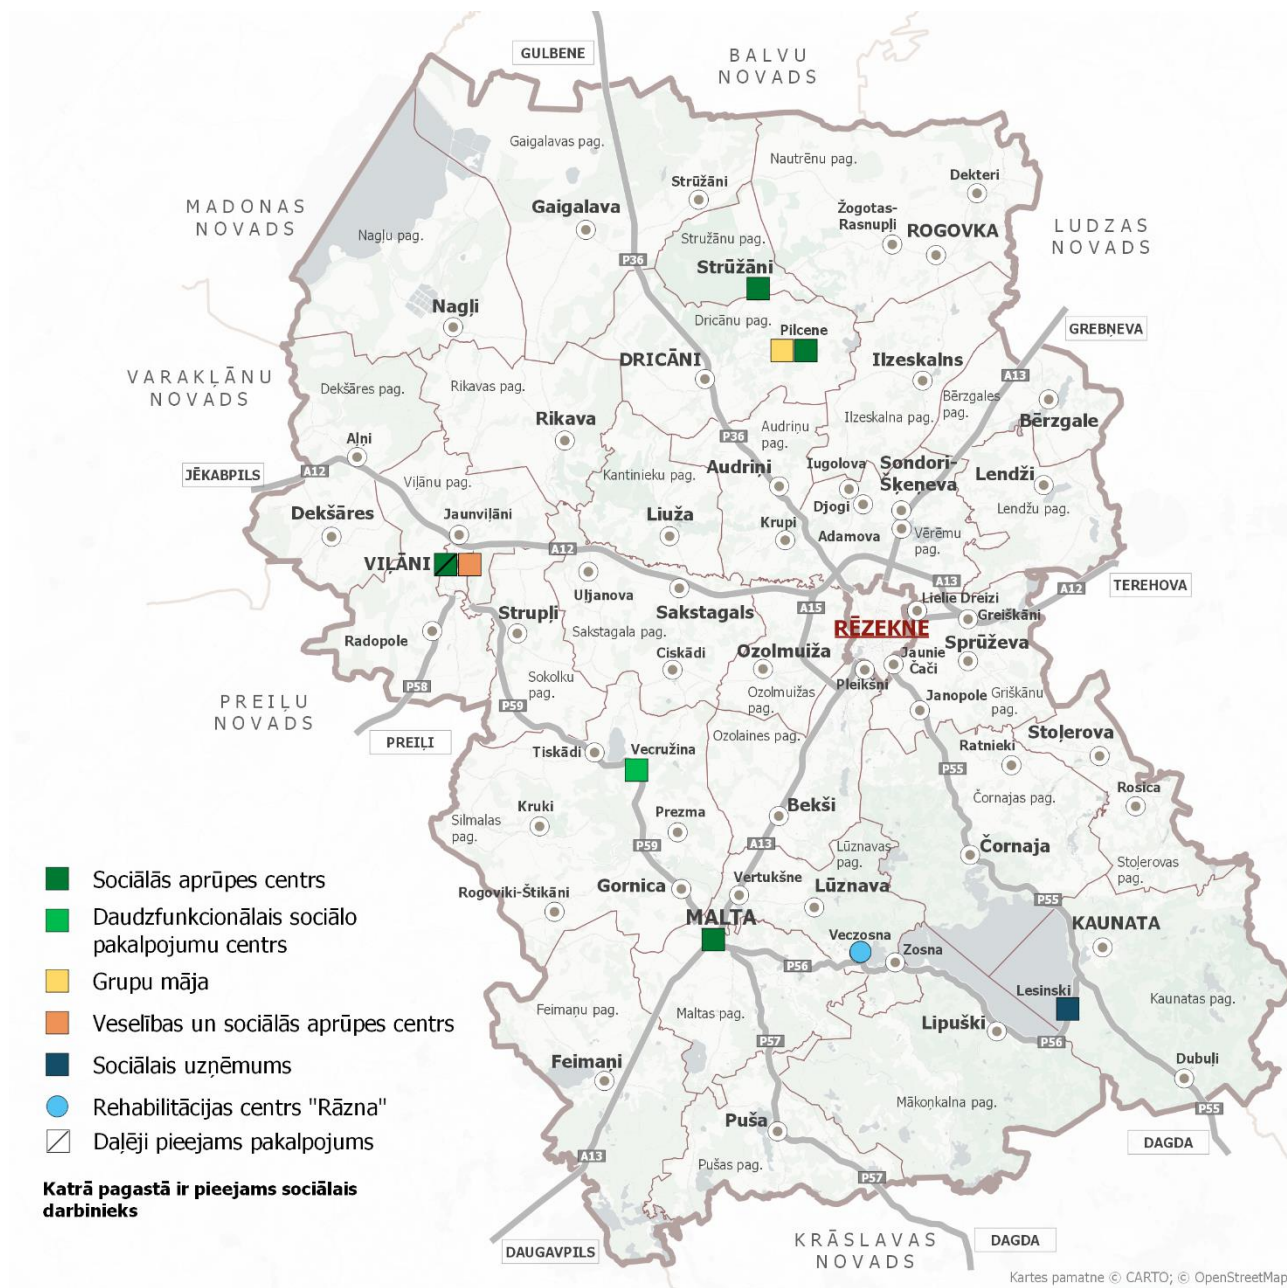 GULBENE
BALVU
NOVADS
Gaigalavas pag.
Nautrēnu pag.
Strūžāni
Dekteri
MADONAS
NOVADS
Gaigalava
Žogotas-
Rasnupļi
ROGOVKA
LUDZAS
NOVADS
Nagļu pag.
Stružānu pag.
P36
Strūžāni
Nagļi
Dricānu pag.
Pilcene
GREBŅEVA
DRICĀNI
Ilzeskalns
A13
VARAKĻĀNU
NOVADS
Dekšāres pag.
Rikavas pag.
Bērzgales
pag.
Ilzeskalna pag.
Bērzgale
Rikava
Audriņu
pag.
P36
Aļņi
JĒKABPILS
A12
Viļānu pag.
Kantinieku pag.
Audriņi
Iugolova
Sondori-
Šķeņeva
Lendži
Djogi
Lendžu pag.
Dekšāres
Jaunviļāni
Liuža
Krupi
Adamova
Vērēmu
pag.
VIĻĀNI
A12
Uļjanova
Sakstagals
A15
A13
A12
TEREHOVA
Lielie Dreizi
Greiškāni
Strupļi
Sakstagala pag.
RĒZEKNE
Sprūževa
Radopole
Ciskādi
Ozolmuiža
Jaunie
Čači
Pleikšņi
P58
Sokolku
pag.
Ozolmuižas
pag.
Janopole
Griškānu
pag.
PREIĻU
NOVADS
P59
PREIĻI
Tiskādi
Vecružina
Ozolaines pag.
Ratnieki
Stoļerova
P55
Čornajas pag.
Rosica
Kruki
Silmalas
pag.
Prezma
Bekši
P59
A13
Lūznavas
pag.
Čornaja
Stoļerovas
pag.
Sociālās aprūpes centrs
Rogoviki-Štikāni
Gornica
Vertukšne
Lūznava
P55
Daudzfunkcionālais sociālo
pakalpojumu centrs
MALTA
KAUNATA
Veczosna
Zosna
P56
Grupu māja
Lesinski
Kaunatas pag.
Feimaņu pag.
Maltas pag.
Veselības un sociālās aprūpes centrs
Lipuški
P57
P56
Sociālais uzņēmums
Feimaņi
Dubuļi
Rehabilitācijas centrs "Rāzna"
Mākoņkalna pag.
P55
Daļēji pieejams pakalpojums
Puša
DAGDA
A13
Pušas pag.
P57
Katrā pagastā ir pieejams sociālais
darbinieks
KRĀSLAVAS
NOVADS
DAGDA
DAUGAVPILS
Kartes pamatne © CARTO; © OpenStreetMap